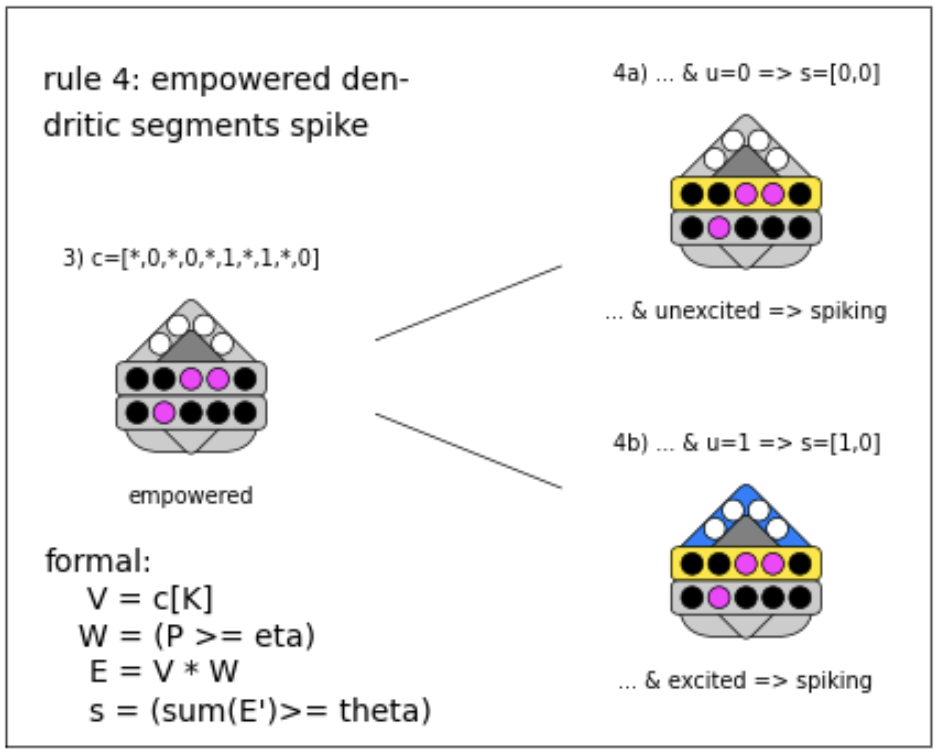 rule 4: empowered den-
dritic segments spike
3) c=[*,0,*,0,*,1,*,1,*,0]
empowered
4a) ... & u=0 => s=[0,0]
... & unexcited => spiking
4b) ... & u=1 => s=[1,0]
... & excited => spiking
formal:
V = c[K]
W = (P >= eta)
E = V * W
s = (sum(E')>= theta)